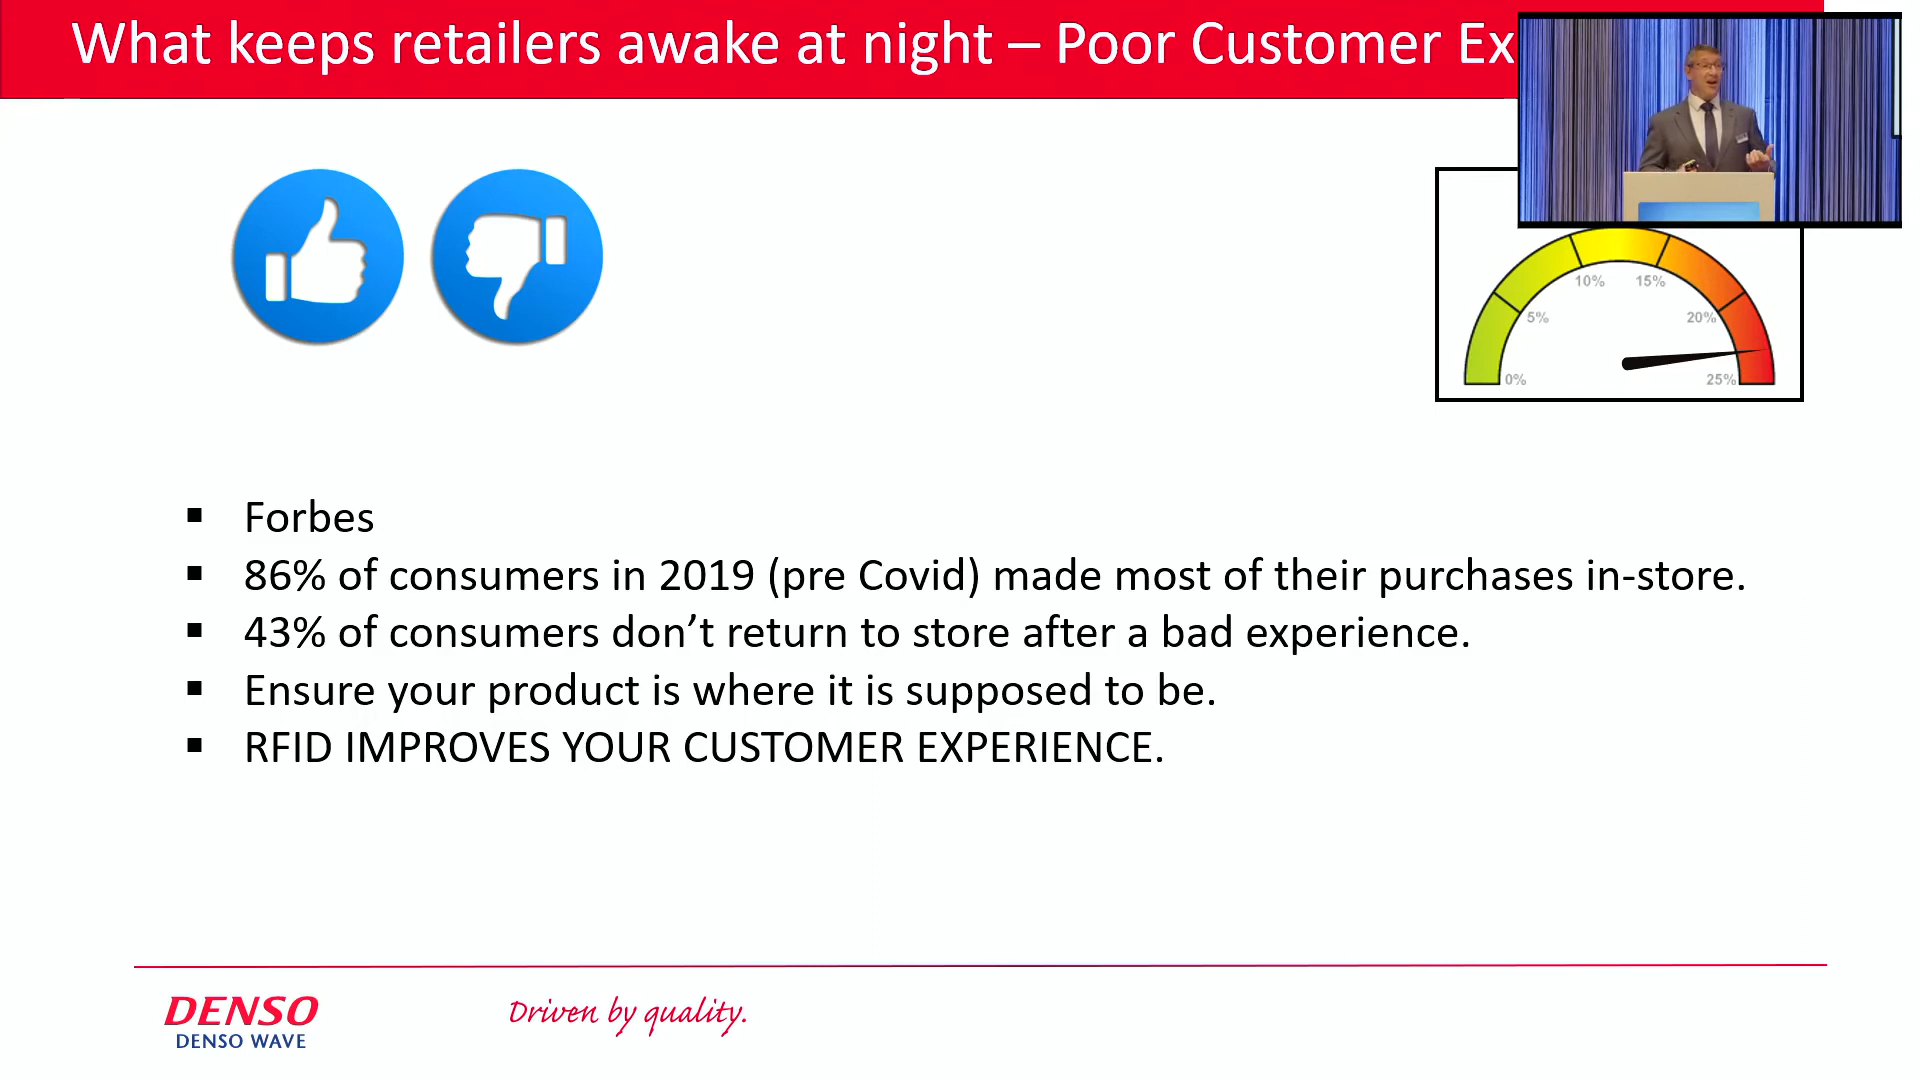 What keeps retailers awake at night – Poor Customer Ex
10% 15%
5% 20%
0% 25%
▪ Forbes
▪ 86% of consumers in 2019 (pre Covid) made most of their purchases in-store.
▪ 43% of consumers don’t return to store after a bad experience.
▪ Ensure your product is where it is supposed to be.
▪ RFID IMPROVES YOUR CUSTOMER EXPERIENCE.
DENSO
DENSO WAVE
Driven by quality.